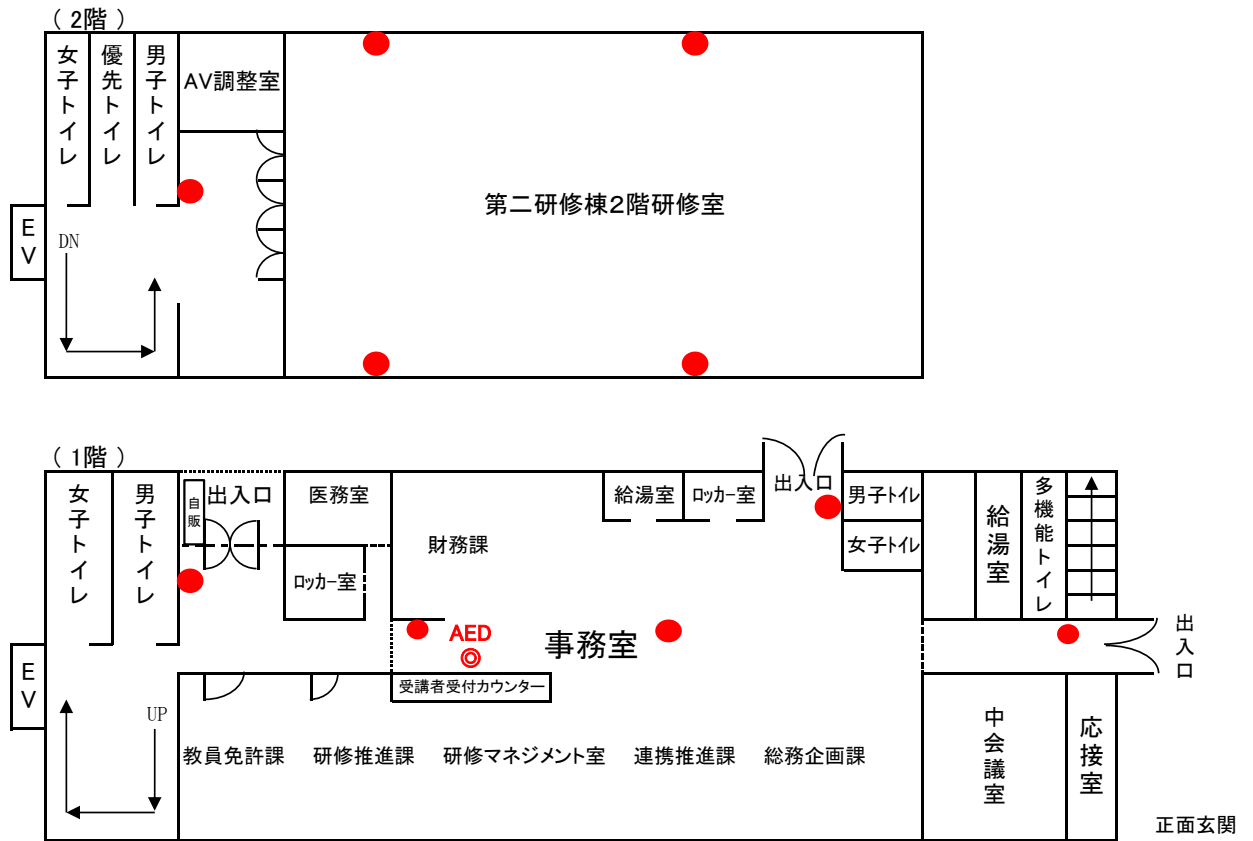 （ 2階 ）
女子トイレ
優先トイレ
男子トイレ
AV調整室
第二研修棟2階研修室
EV
DN
（ 1階 ）
女子トイレ
男子トイレ
自販
出入口
医務室
給湯室
ロッカー室
出入口
男子トイレ
女子トイレ
給湯室
多機能トイレ
財務課
ロッカー室
AED
◎
事務室
出入口
EV
受講者受付カウンター
UP
教員免許課
研修推進課
研修マネジメント室
連携推進課
総務企画課
中会議室
応接室
正面玄関